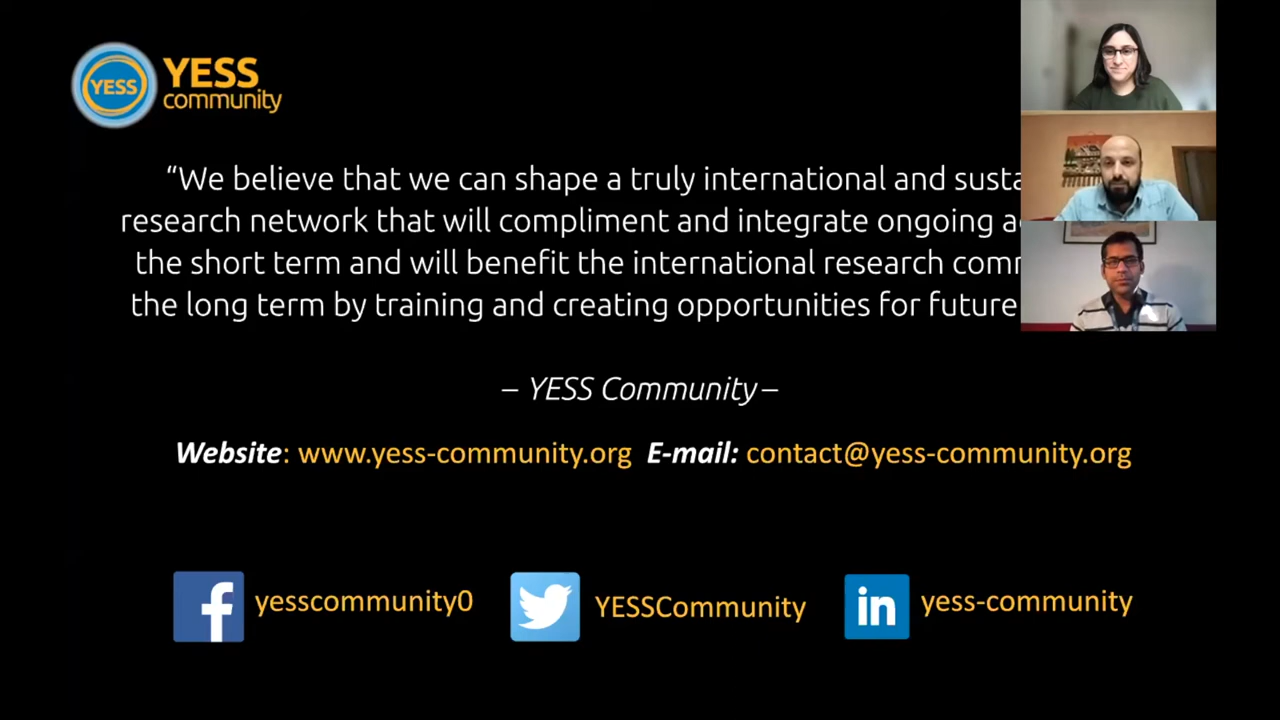 YESS
YESS
community
“We believe that we can shape a truly international and
research network that will compliment and integrate ongoing
the short term and will benefit the international research
the long term by training and creating opportunities for future
– YESS Community –
Website: www.yess-community.org E-mail: contact@yess-community.org
yesscommunity0
YESSCommunity
in yess-community